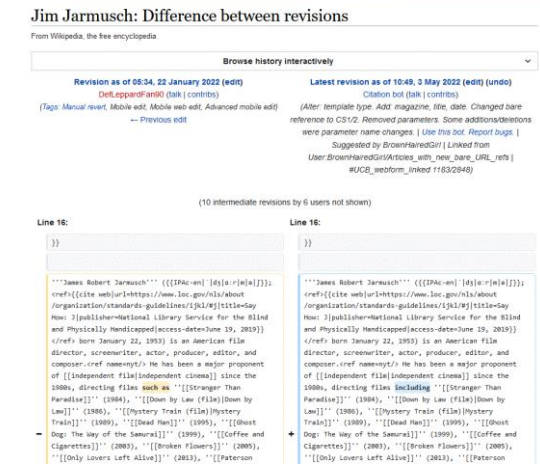 Jim Jarmusch: Difference between revisions
From Wikipedia, the free encyclopedia
Browse history interactively
Revision as of 05:34, 22 January 2022 (edit)
DefLeppardFan90 (talk | contribs)
(Tags: Manual revert, Mobile edit, Mobile web edit, Advanced mobile edit)
← Previous edit
Latest revision as of 10:49, 3 May 2022 (edit) (undo)
Citation bot (talk | contribs)
(Alter: template type. Add: magazine, title, date. Changed bare
reference to CS1/2. Removed parameters. Some additions/deletions
were parameter name changes. | Use this bot. Report bugs. |
Suggested by BrownHairedGirl | Linked from
User:BrownHairedGirl/Articles_with_new_bare_URL_refs |
#UCB_webform_linked 1183/2848)
(10 intermediate revisions by 6 users not shown)
Line 16:
}}
'''James Robert Jarmusch''' ({{IPAc-en|ˈ|dʒ|ɑːr|m|ə|ʃ}};
<ref>{{cite web|url=https://www.loc.gov/nls/about
/organization/standards-guidelines/ijkl/#j|title=Say
How: J|publisher=National Library Service for the Blind
and Physically Handicapped|access-date=June 19, 2019}}
</ref> born January 22, 1953) is an American film
director, screenwriter, actor, producer, editor, and
composer.<ref name=nyt/> He has been a major proponent
of [[independent film|independent cinema]] since the
1980s, directing films such as ''[[Stranger Than
Paradise]]'' (1984), ''[[Down by Law (film)|Down by
Law]]'' (1986), ''[[Mystery Train (film)|Mystery
Train]]'' (1989), ''[[Dead Man]]'' (1995), ''[[Ghost
− Dog: The Way of the Samurai]]'' (1999), ''[[Coffee and
Cigarettes]]'' (2003), ''[[Broken Flowers]]'' (2005),
''[[Only Lovers Left Alive]]'' (2013), ''[[Paterson
Line 16:
}}
'''James Robert Jarmusch''' ({{IPAc-en|ˈ|dʒ|ɑːr|m|ə|ʃ}};
<ref>{{cite web|url=https://www.loc.gov/nls/about
/organization/standards-guidelines/ijkl/#j|title=Say
How: J|publisher=National Library Service for the Blind
and Physically Handicapped|access-date=June 19, 2019}}
</ref> born January 22, 1953) is an American film
director, screenwriter, actor, producer, editor, and
composer.<ref name=nyt/> He has been a major proponent
of [[independent film|independent cinema]] since the
1980s, directing films including ''[[Stranger Than
Paradise]]'' (1984), ''[[Down by Law (film)|Down by
Law]]'' (1986), ''[[Mystery Train (film)|Mystery
Train]]'' (1989), ''[[Dead Man]]'' (1995), ''[[Ghost
+ Dog: The Way of the Samurai]]'' (1999), ''[[Coffee and
Cigarettes]]'' (2003), ''[[Broken Flowers]]'' (2005),
''[[Only Lovers Left Alive]]'' (2013), ''[[Paterson